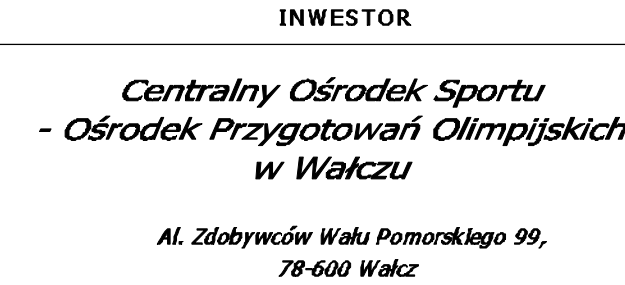 INWESTOR
Centralny Ośrodek Sportu
- Ośrodek Przygotowań Olimpijskich
w Wałczu
Al. Zdobywców Wału Pomorskiego 99,
78-600 Wałcz